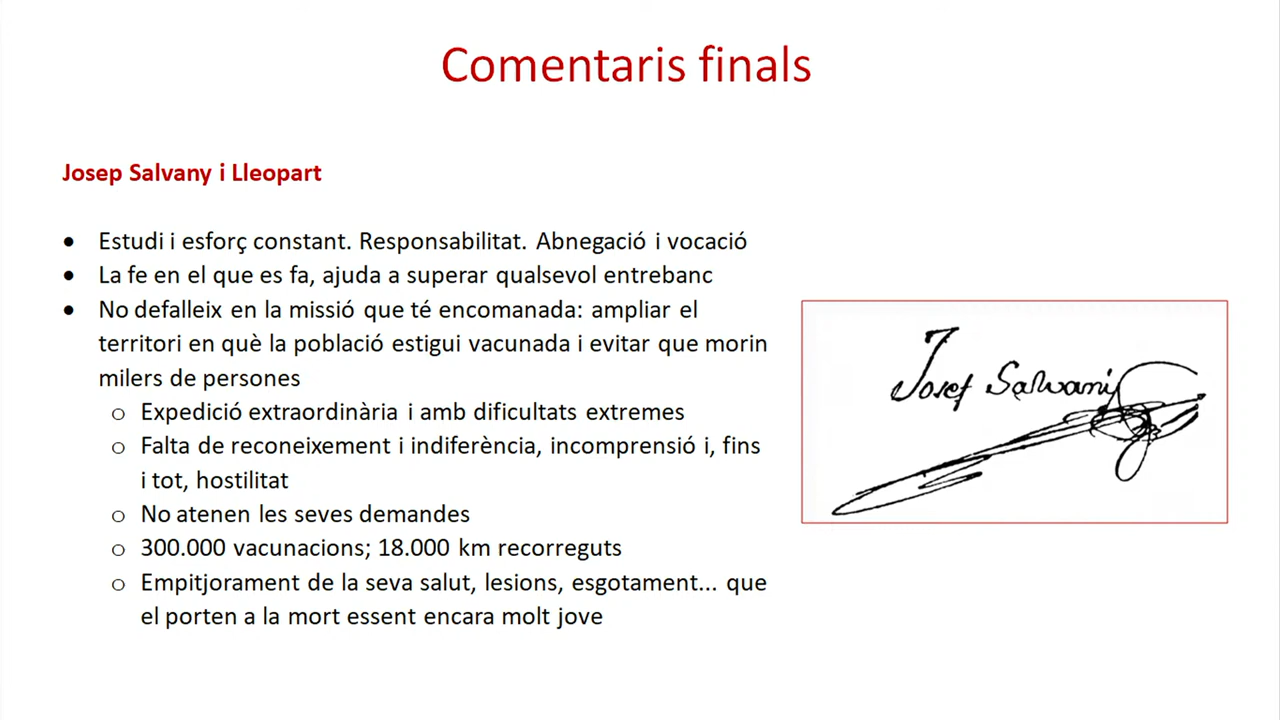 Comentaris finals
Josep Salvany i Lleopart
• Estudi i esforç constant. Responsabilitat. Abnegació i vocació
• La fe en el que es fa, ajuda a superar qualsevol entrebanc
• No defalleix en la missió que té encomanada: ampliar el
territori en què la població estigui vacunada i evitar que morin
milers de persones
o Expedició extraordinària i amb dificultats extremes
o Falta de reconeixement i indiferència, incomprensió i, fins
i tot, hostilitat
o No atenen les seves demandes
o 300.000 vacunacions; 18.000 km recorreguts
o Empitjorament de la seva salut, lesions, esgotament... que
el porten a la mort essent encara molt jove
Josef Salvani